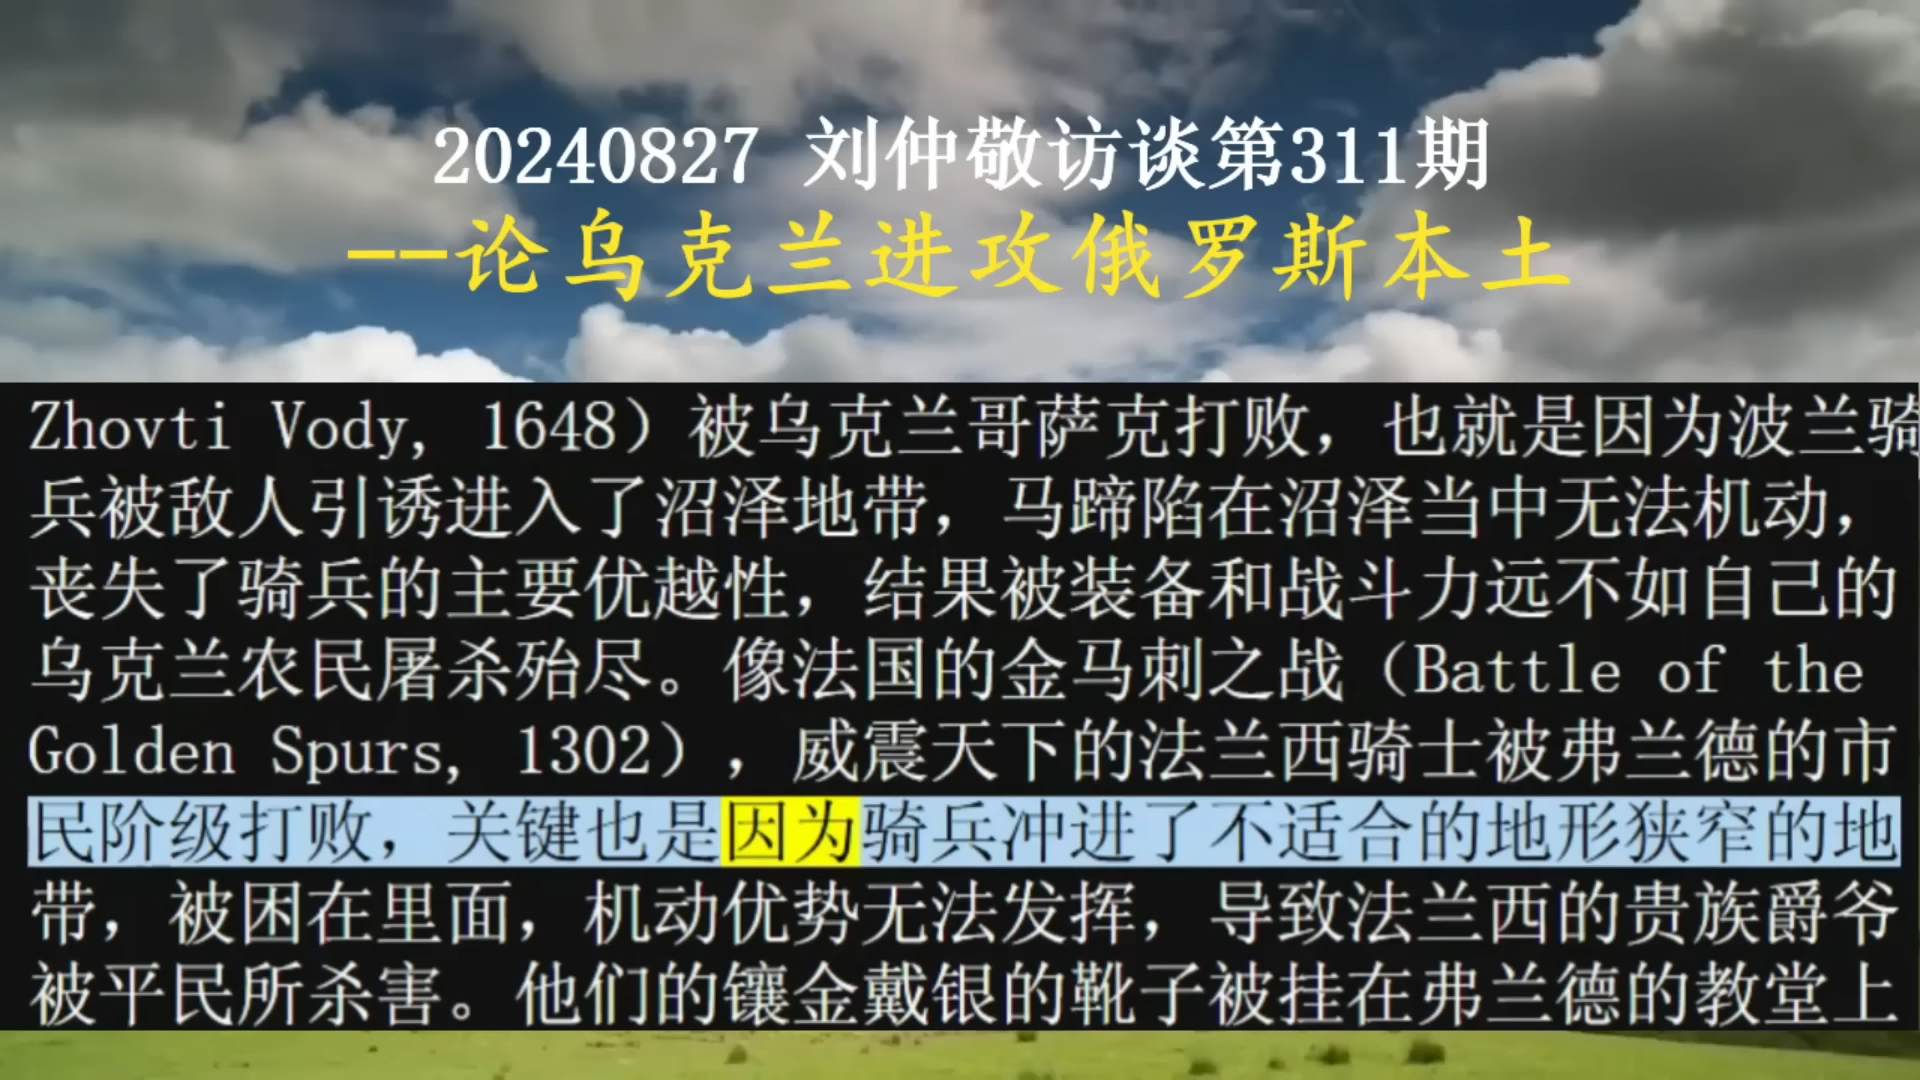 20240827 刘仲敬访谈第311期
--论乌克兰进攻俄罗斯本土
Zhovti Vody, 1648）被乌克兰哥萨克打败，也就是因为波兰骑
兵被敌人引诱进入了沼泽地带，马蹄陷在沼泽当中无法机动，
丧失了骑兵的主要优越性，结果被装备和战斗力远不如自己的
乌克兰农民屠杀殆尽。像法国的金马刺之战（Battle of the
Golden Spurs, 1302），威震天下的法兰西骑士被弗兰德的市
民阶级打败，关键也是因为骑兵冲进了不适合的地形狭窄的地
带，被困在里面，机动优势无法发挥，导致法兰西的贵族爵爷
被平民所杀害。他们的镶金戴银的靴子被挂在弗兰德的教堂上